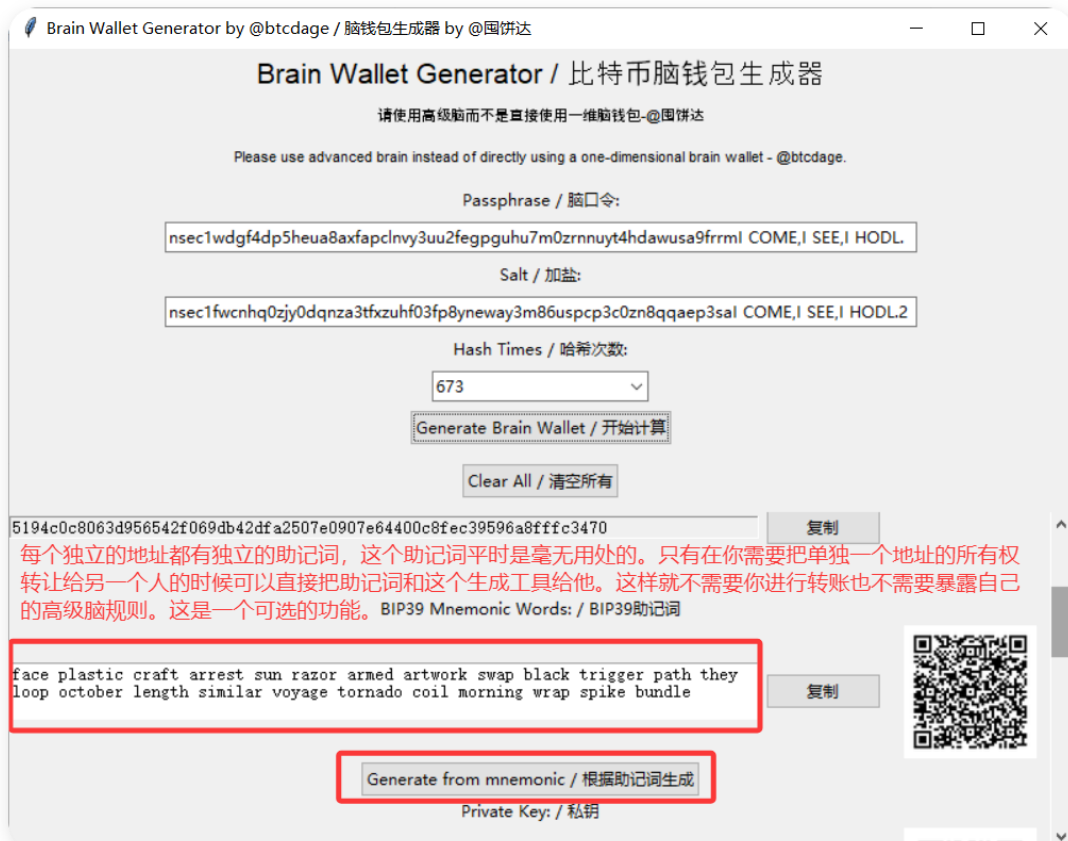 Brain Wallet Generator by @btcdage / 脑钱包生成器 by @囤饼达
Brain Wallet Generator / 比特币脑钱包生成器
请使用高级脑而不是直接使用一维脑钱包-@囤饼达
Please use advanced brain instead of directly using a one-dimensional brain wallet - @btcdage.
Passphrase / 脑口令:
nsec1wdgf4dp5heua8axfapclnvy3uu2fegpguhu7m0zrnnuyt4hdawusa9frrmI COME,I SEE,I HODL.
Salt / 加盐:
nsec1fwcnhq0zjy0dqnza3tfxzuhf03fp8yneway3m86uspcp3c0zn8qqaep3saI COME,I SEE,I HODL.2
Hash Times / 哈希次数:
673
Generate Brain Wallet / 开始计算
Clear All / 清空所有
5194c0c8063d956542f069db42dfa2507e0907e64400c8fec39596a8fffc3470 复制
每个独立的地址都有独立的助记词，这个助记词平时是毫无用处的。只有在你需要把单独一个地址的所有权
转让给另一个人的时候可以直接把助记词和这个生成工具给他。这样就不需要你进行转账也不需要暴露自己
的高级脑规则。这是一个可选的功能。BIP39 Mnemonic Words: / BIP39助记词
face plastic craft arrest sun razor armed artwork swap black trigger path they
loop october length similar voyage tornado coil morning wrap spike bundle
复制
Generate from mnemonic / 根据助记词生成
Private Key: / 私钥